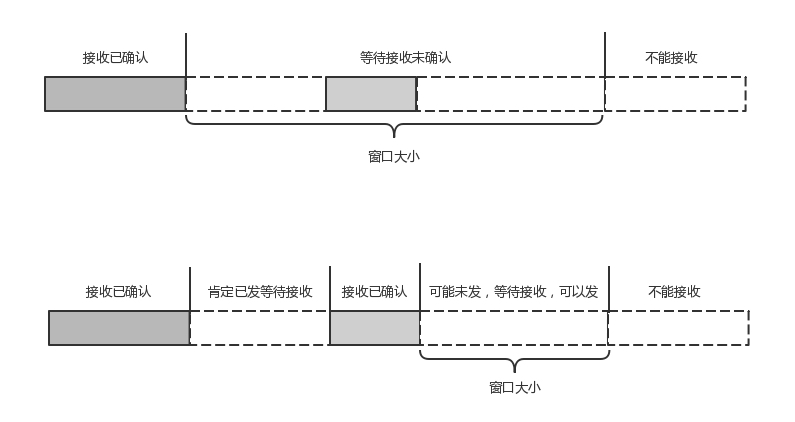 接收已确认
等待接收未确认
不能接收
窗口大小
接收已确认
肯定已发等待接收
接收已确认
可能未发，等待接收，可以发
不能接收
窗口大小